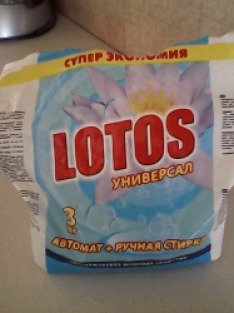 СУПЕР ЭКОНОМИЯ
LOTOS
УНИВЕРСАЛ
3
КГ
АВТОМАТ + РУЧНАЯ СТИРКА